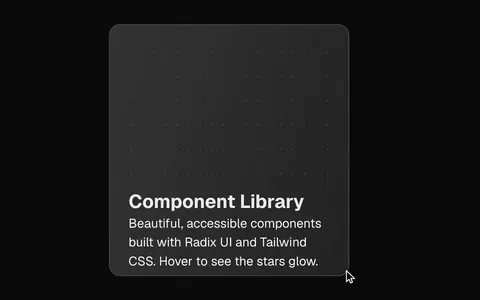 Component Library
Beautiful, accessible components
built with Radix UI and Tailwind
CSS. Hover to see the stars glow.